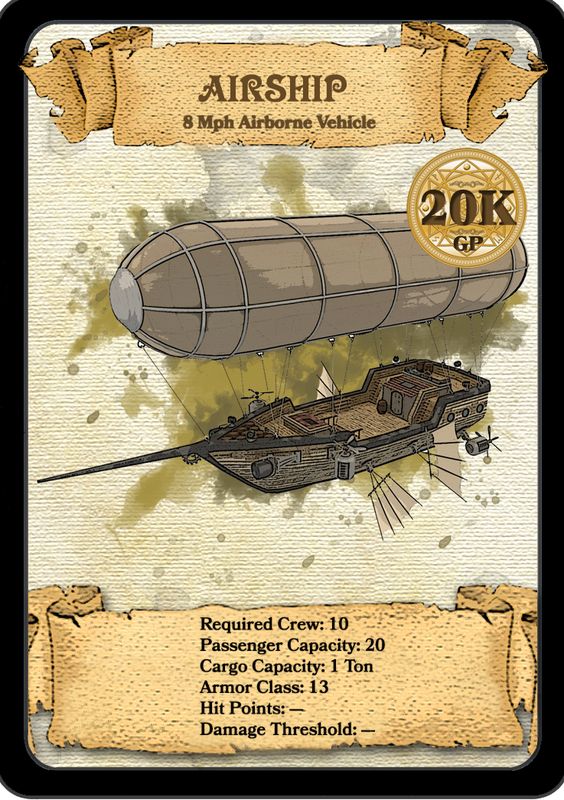 AIRSHIP
8 Mph Airborne Vehicle
20K
GP
Required Crew: 10
Passenger Capacity: 20
Cargo Capacity: 1 Ton
Armor Class: 13
Hit Points: —
Damage Threshold: —